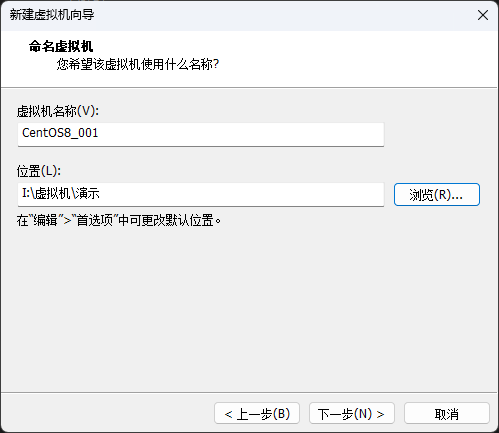 新建虚拟机向导
命名虚拟机
您希望该虚拟机使用什么名称?
虚拟机名称(V):
CentOS8_001
位置(L):
I:\虚拟机\演示
浏览(R)...
在“编辑”>“首选项”中可更改默认位置。
< 上一步(B)
下一步(N) >
取消